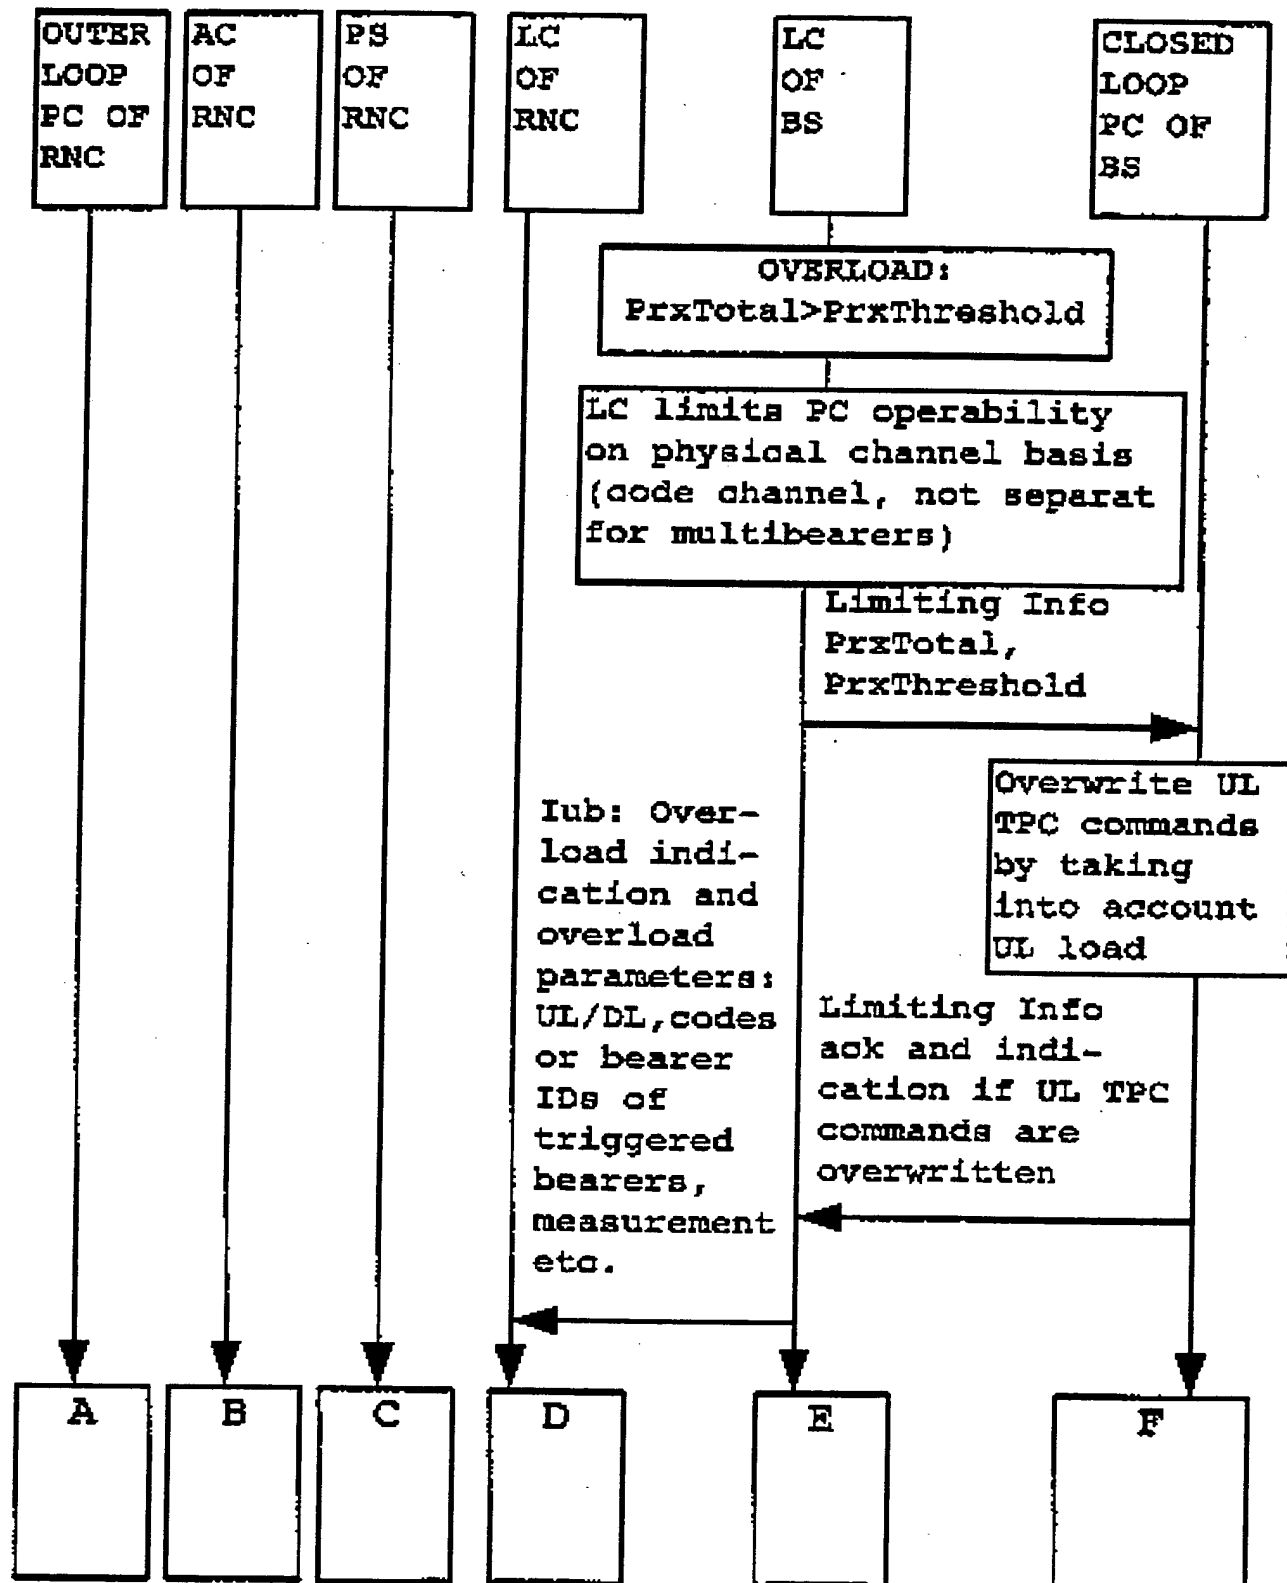 OUTER
LOOP
PC OF
RNC
AC
OF
RNC
PS
OF
RNC
LC
OF
RNC
LC
OF
BS
CLOSED
LOOP
PC OF
BS
OVERLOAD:
PrxTotal>PrxThreshold
LC limits PC operability
on physical channel basis
(code channel, not separat
for multibearers)
Limiting Info
PrxTotal,
PrxThreshold
Overwrite UL
TPC commands
by taking
into account
UL load
Iub: Over-
load indi-
cation and
overload
parameters:
UL/DL,codes
or bearer
IDs of
triggered
bearers,
measurement
etc.
Limiting Info
ack and indi-
cation if UL TPC
commands are
overwritten
A
B
C
D
E
F